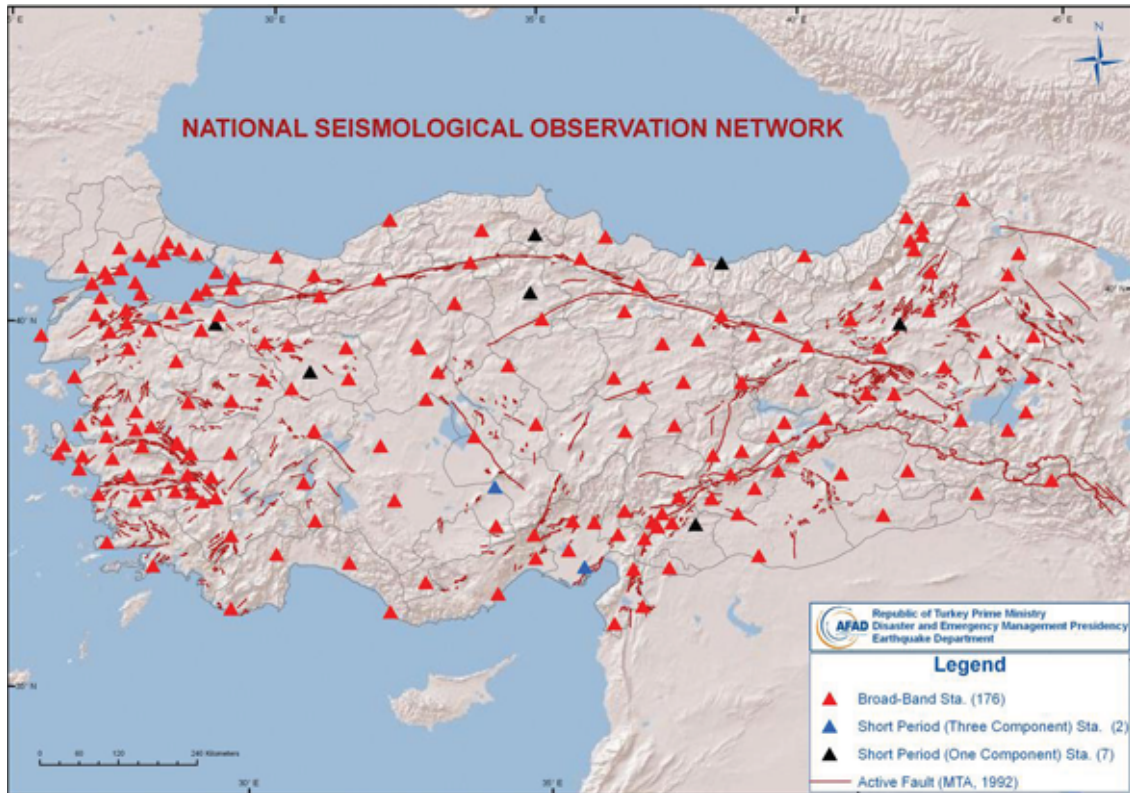 35° E
40° E
45° E
N
NATIONAL SEISMOLOGICAL OBSERVATION NETWORK
40° N
40° N
AFAD
Republic of Turkey Prime Ministry
Disaster and Emergency Management Presidency
Earthquake Department
Legend
Broad-Band Sta. (176)
Short Period (Three Component) Sta. (2)
Short Period (One Component) Sta. (7)
Active Fault (MTA, 1992)
35° N
0 60 120 240 Kilometers
30° E
35° E